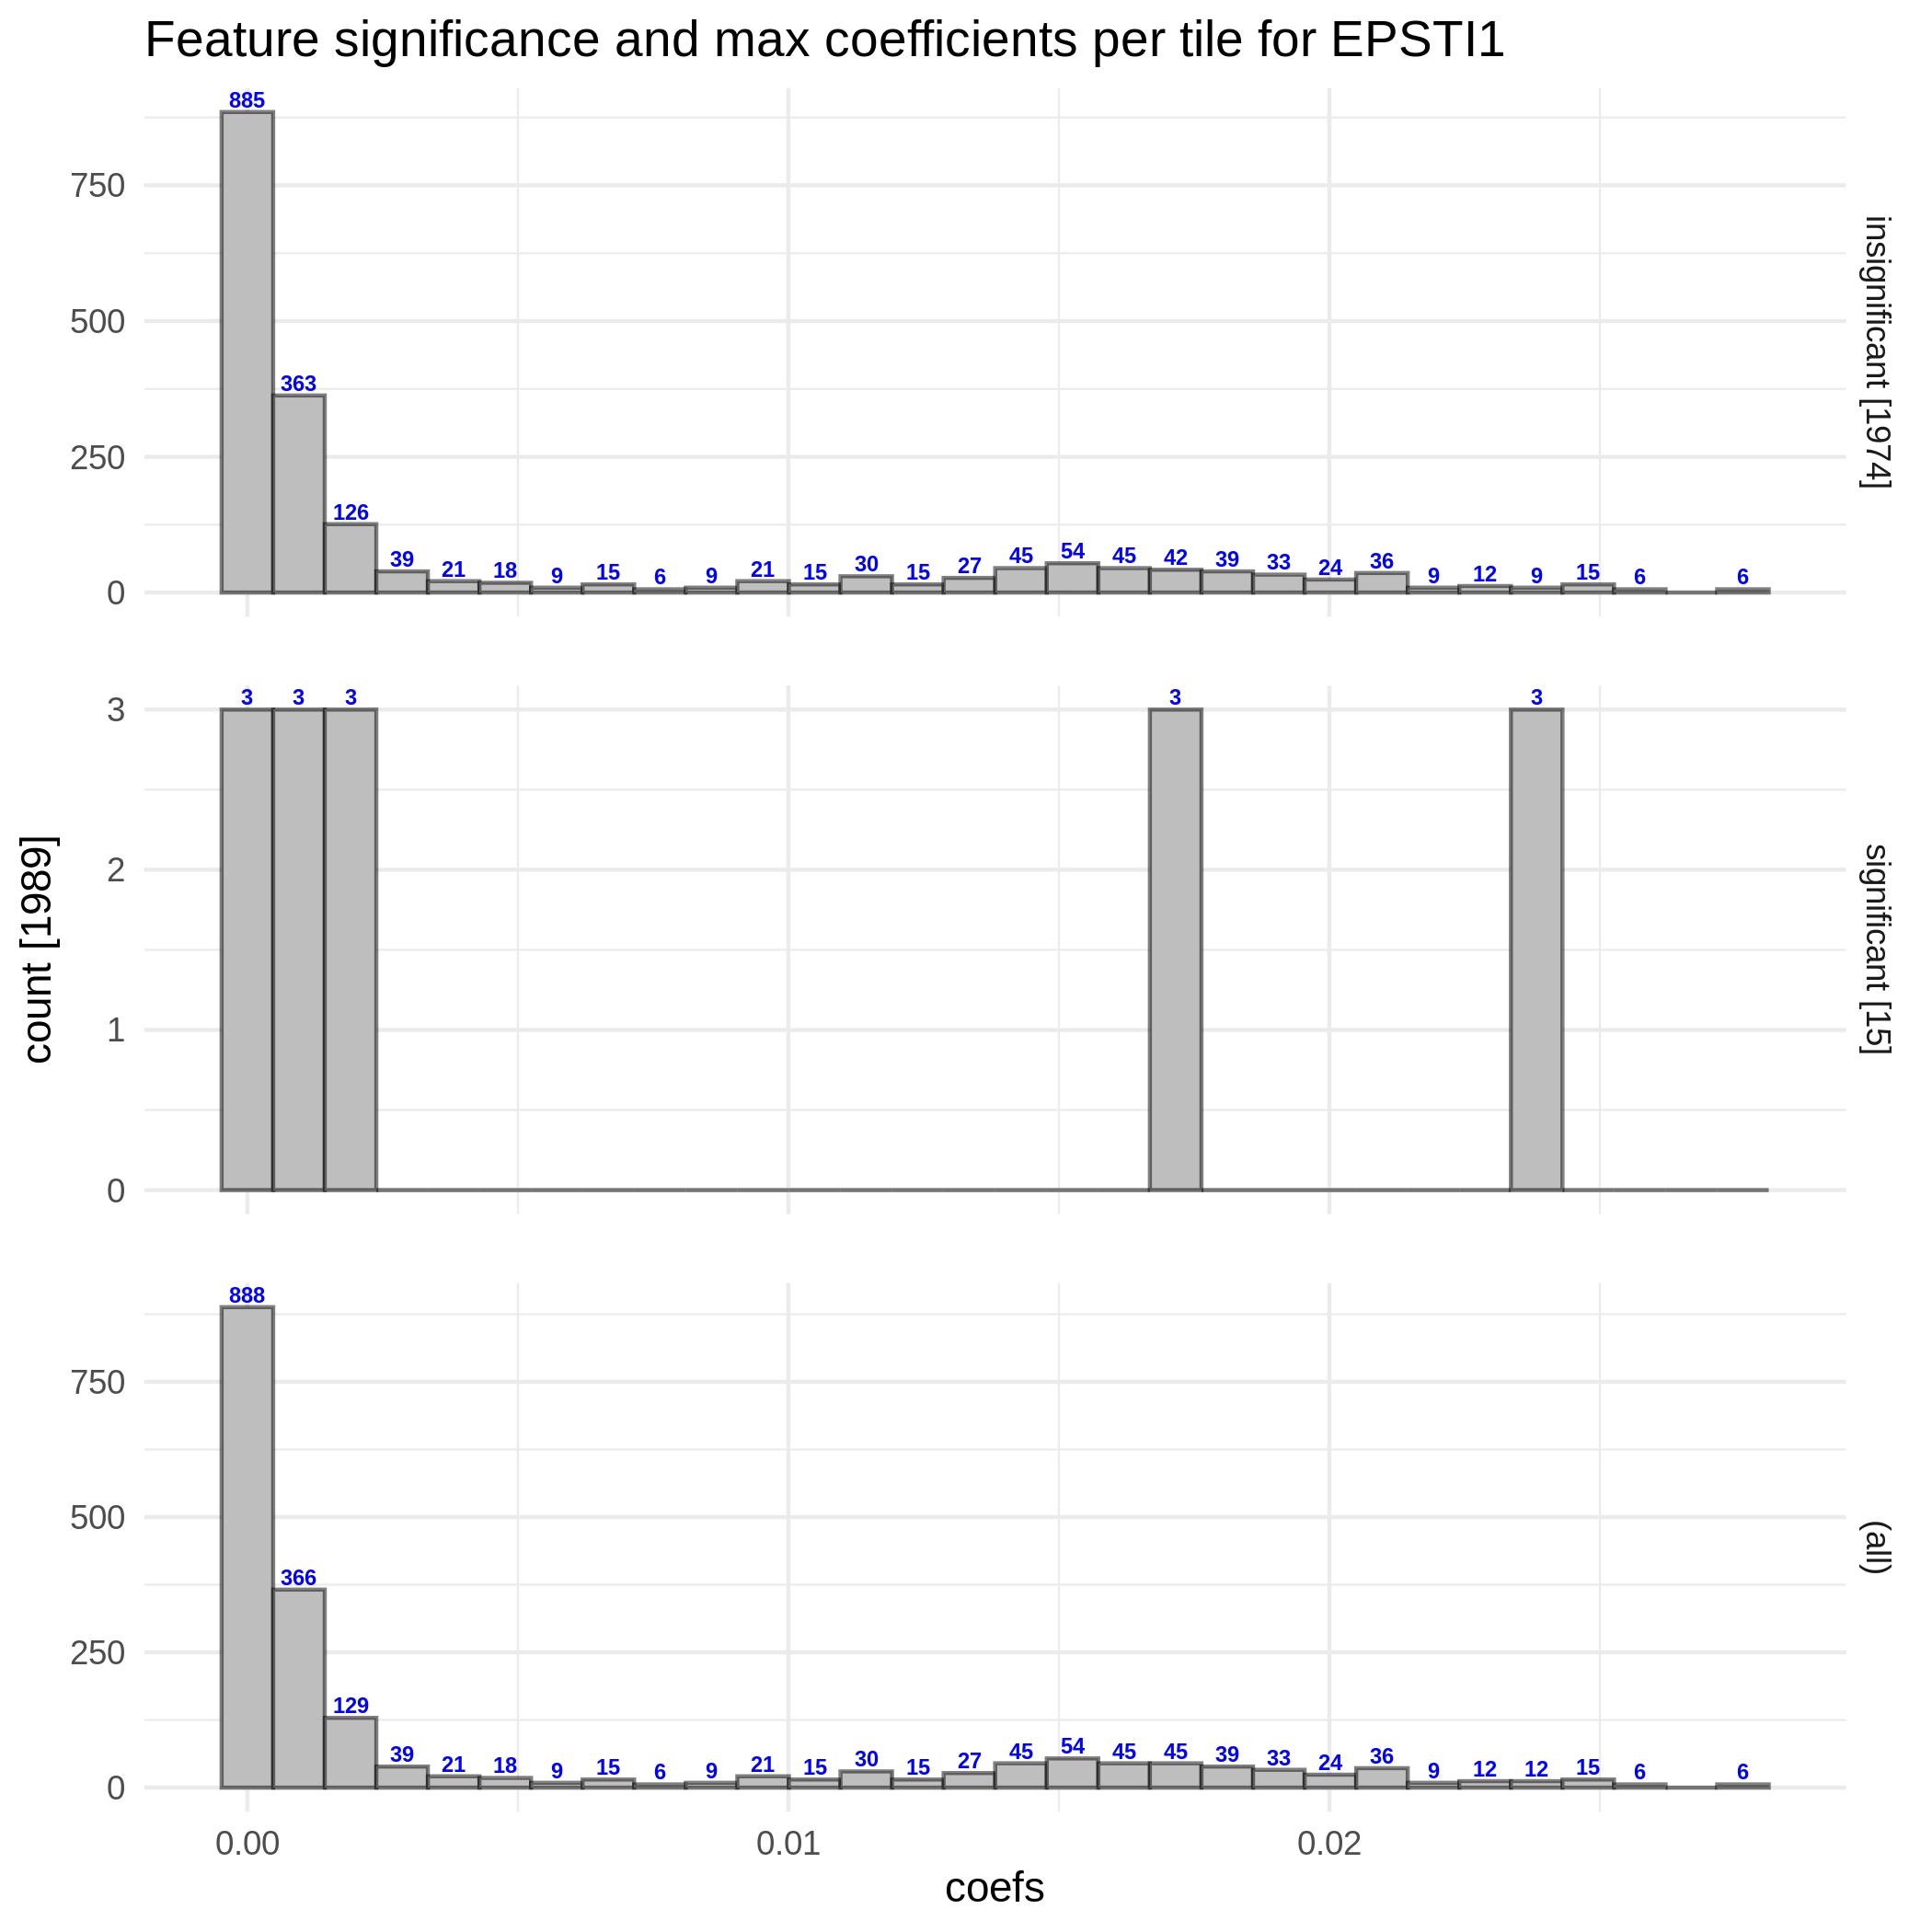 Feature significance and max coefficients per tile for EPSTI1
885
363
126
39 21 18 9 15 6 9 21 15 30 15 27 45 54 45 42 39 33 24 36 9 12 9 15 6 6
750
500
250
0
insignificant [1974]
3 3 3 3 3
3
2
1
0
significant [15]
count [1989]
888
366
129
39 21 18 9 15 6 9 21 15 30 15 27 45 54 45 45 39 33 24 36 9 12 12 15 6 6
750
500
250
0
(all)
0.00 0.01 0.02
coefs